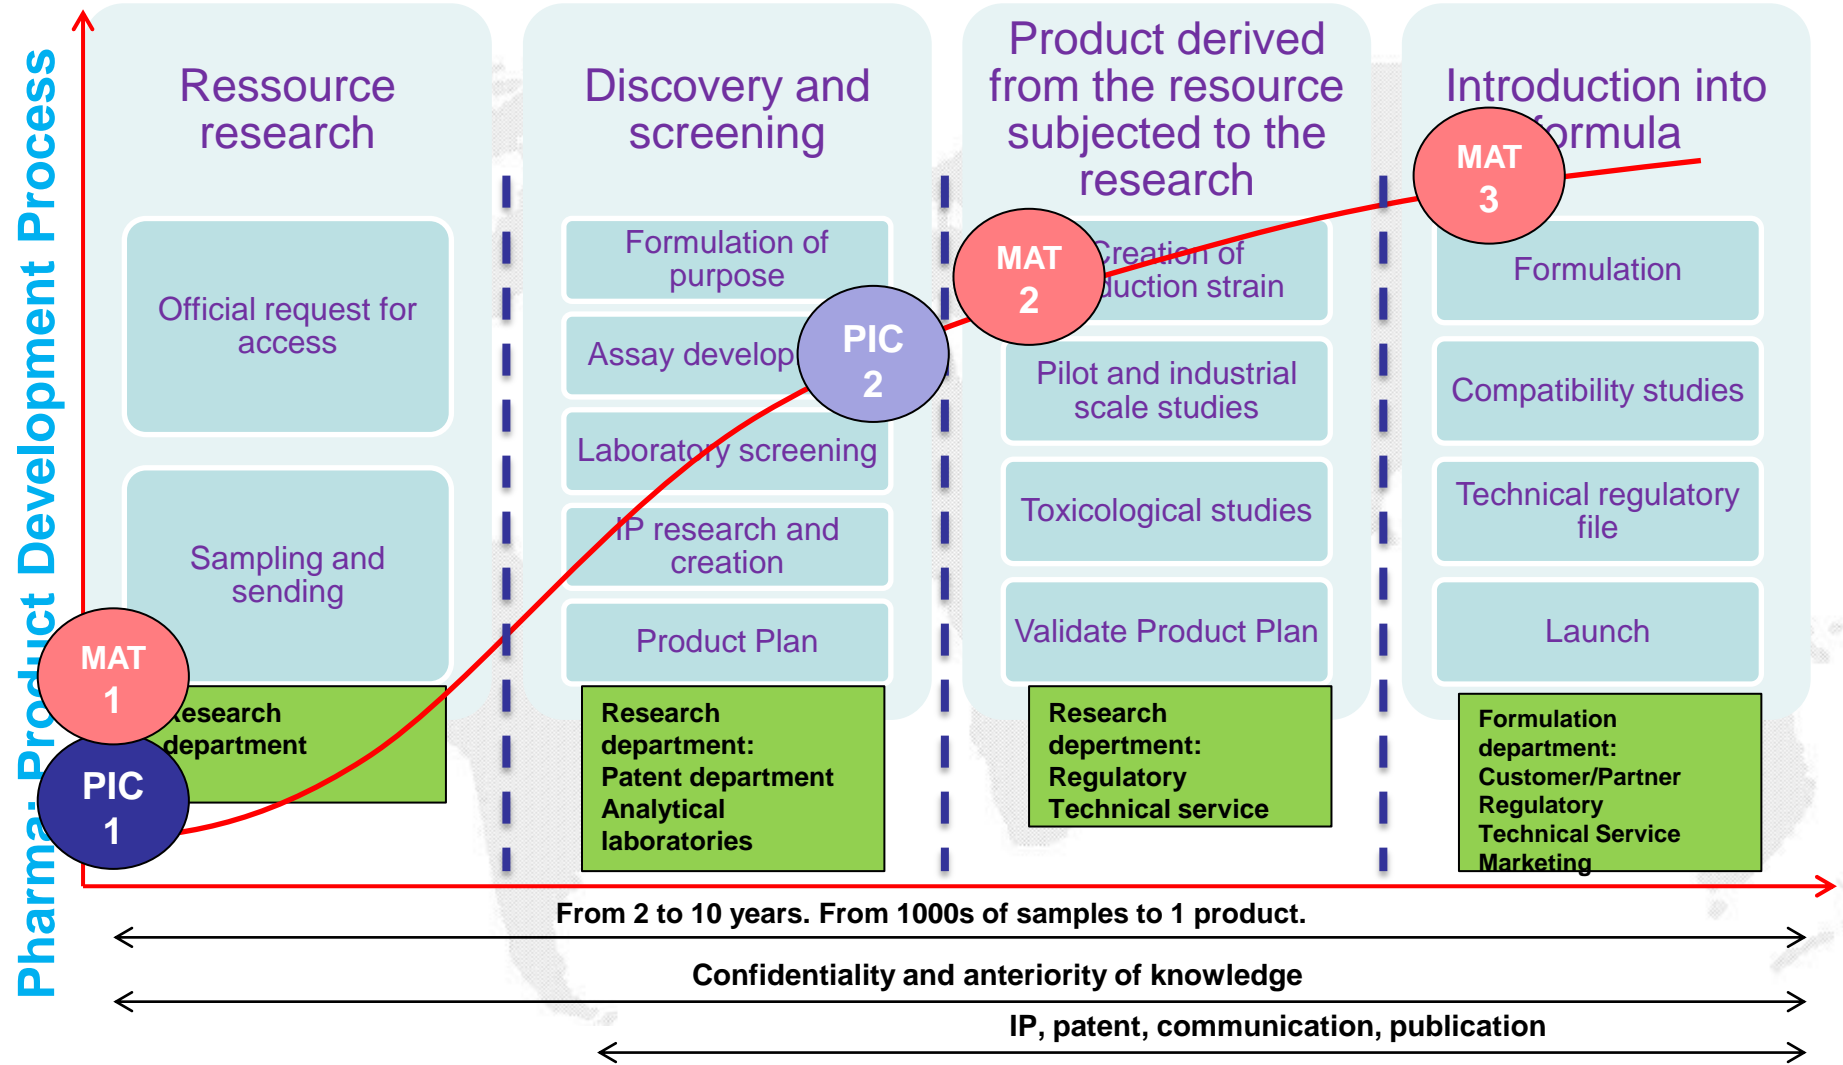 Pharma: Product Development Process
Ressource
research
Official request for
access
Sampling and
sending
MAT
1
PIC
1
Research
department
Discovery and
screening
Formulation of
purpose
Assay develop
PIC
2
Laboratory screening
IP research and
creation
Product Plan
Research
department:
Patent department
Analytical
laboratories
Product derived
from the resource
subjected to the
research
MAT
2
Creation of
duction strain
Pilot and industrial
scale studies
Toxicological studies
Validate Product Plan
Research
depertment:
Regulatory
Technical service
Introduction into
formula
MAT
3
Formulation
Compatibility studies
Technical regulatory
file
Launch
Formulation
department:
Customer/Partner
Regulatory
Technical Service
Marketing
From 2 to 10 years. From 1000s of samples to 1 product.
Confidentiality and anteriority of knowledge
IP, patent, communication, publication